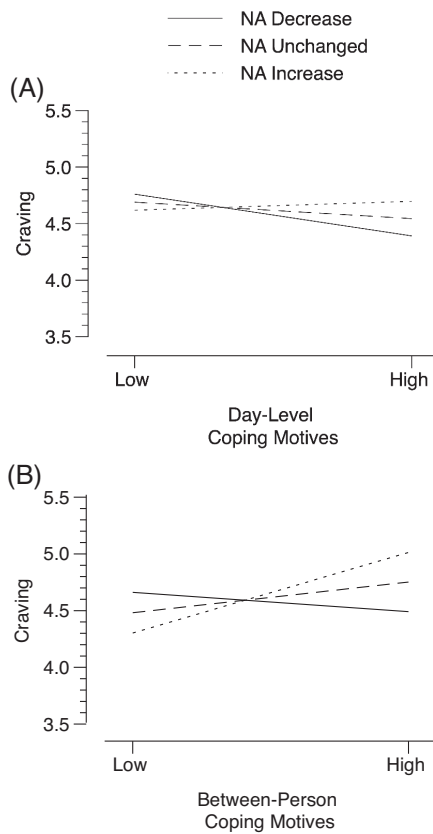 NA Decrease
NA Unchanged
NA Increase
(A)
5.5
5.0
4.5
4.0
3.5
Craving
Low
High
Day-Level
Coping Motives
(B)
5.5
5.0
4.5
4.0
3.5
Craving
Low
High
Between-Person
Coping Motives